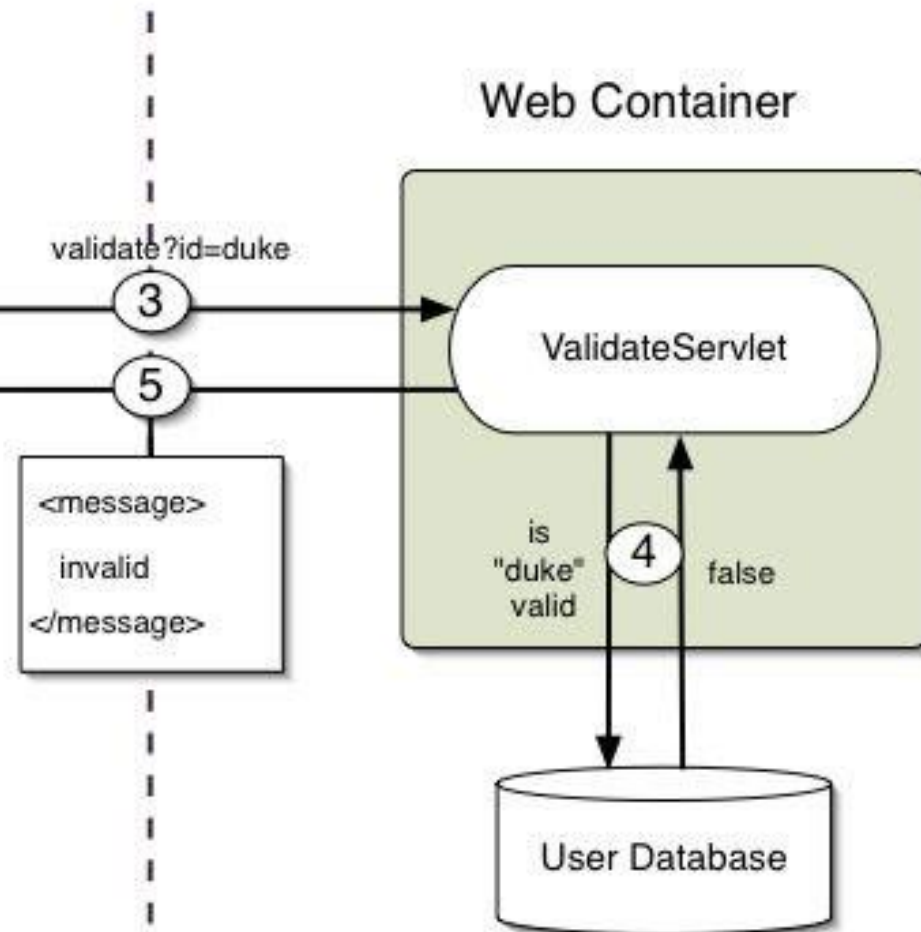 Web Container
validate?id=duke
3
ValidateServlet
5
<message>
invalid
</message>
is
"duke"
valid
4
false
User Database